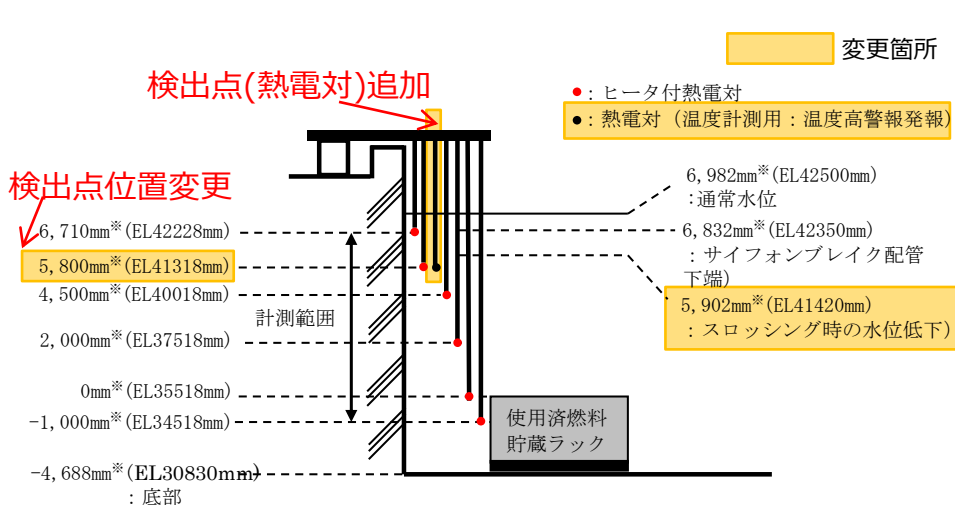 変更箇所
検出点(熱電対)追加
●:ヒータ付熱電対
●:熱電対（温度計測用：温度高警報発報）
検出点位置変更
6,710mm※(EL42228mm)
5,800mm※(EL41318mm)
4,500mm※(EL40018mm)
計測範囲
2,000mm※(EL37518mm)
0mm※(EL35518mm)
-1,000mm※(EL34518mm)
-4,688mm※(EL30830mm)
：底部
6,982mm※(EL42500mm)
:通常水位
6,832mm※(EL42350mm)
：サイフォンブレイク配管
下端)
5,902mm※(EL41420mm)
：スロッシング時の水位低下)
使用済燃料
貯蔵ラック